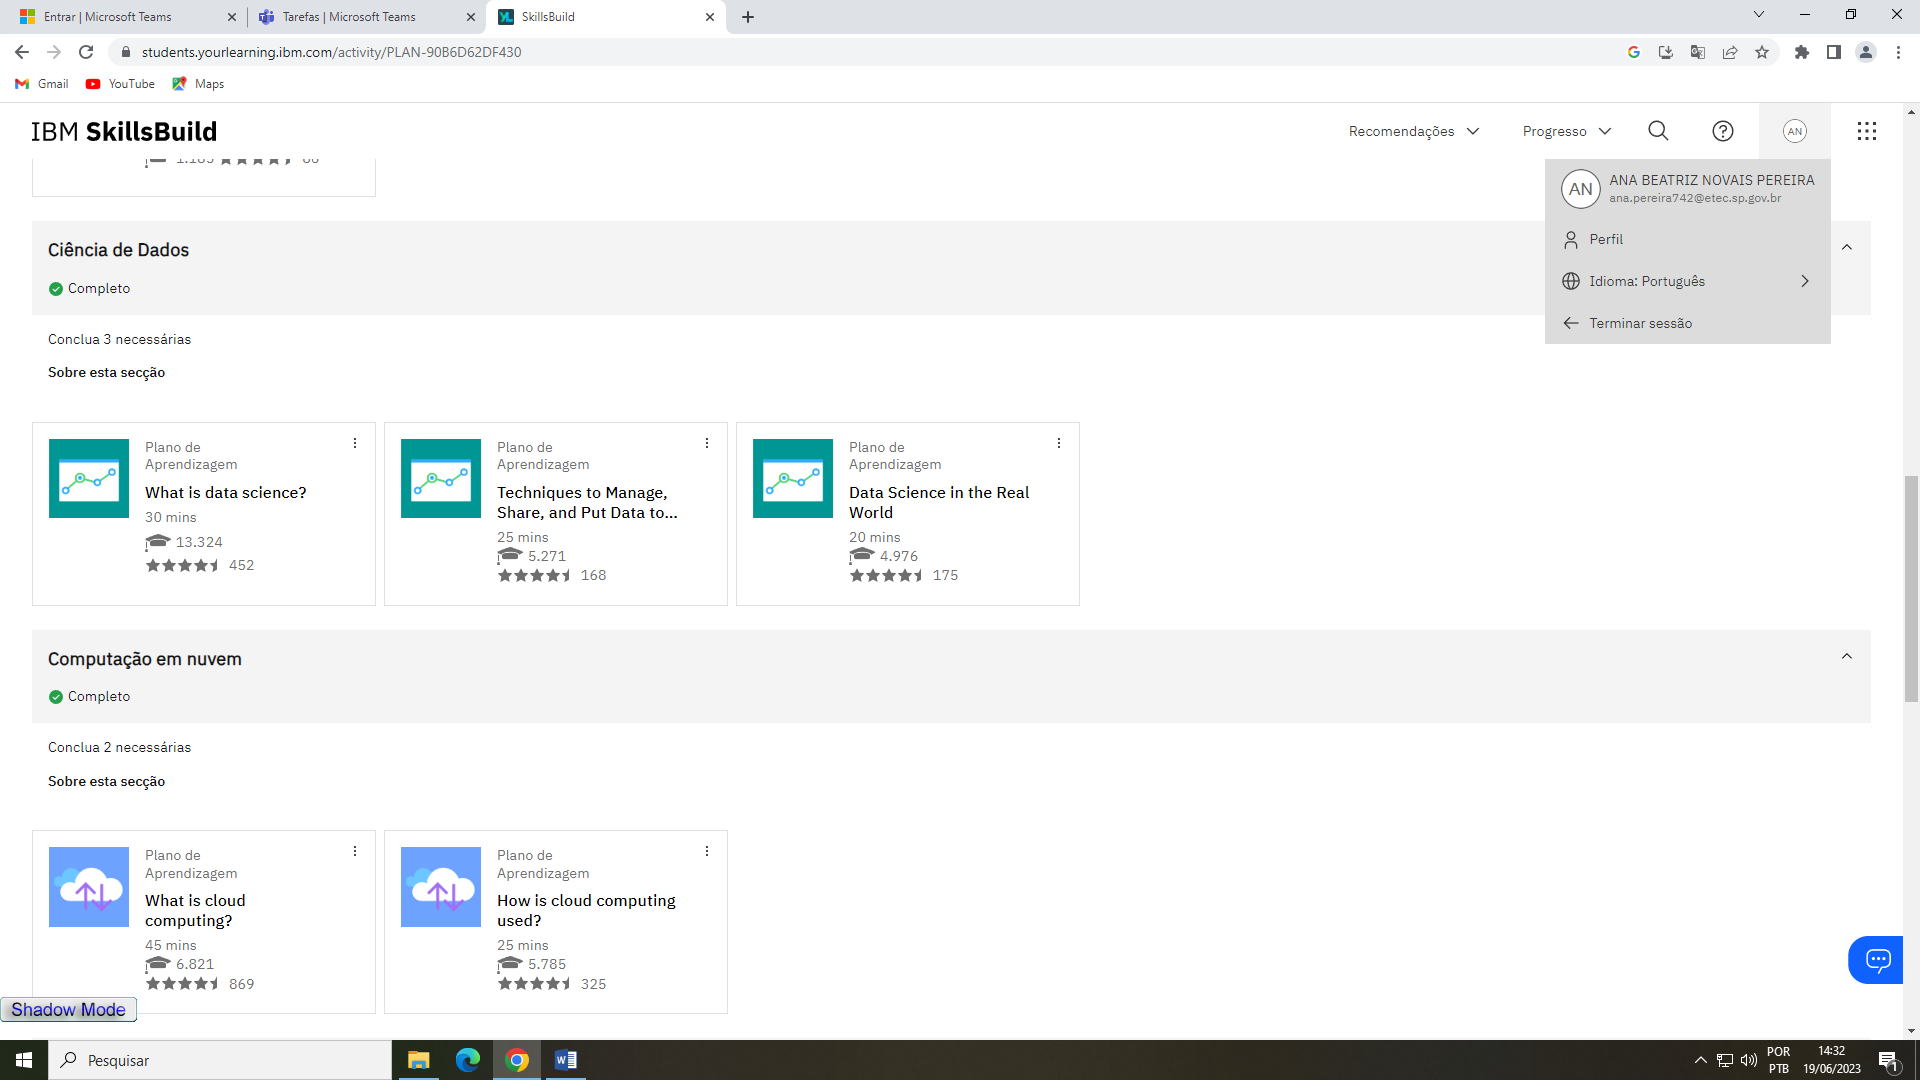 Entrar | Microsoft Teams
Tarefas | Microsoft Teams
SkillsBuild
students.yourlearning.ibm.com/activity/PLAN-90B6D62DF430
Gmail
YouTube
Maps
IBM SkillsBuild
Recomendações
Progresso
AN
AN
ANA BEATRIZ NOVAIS PEREIRA
ana.pereira742@etec.sp.gov.br
Perfil
Idioma: Português
Terminar sessão
Ciência de Dados
Completo
Conclua 3 necessárias
Sobre esta secção
Plano de
Aprendizagem
What is data science?
30 mins
13.324
452
Plano de
Aprendizagem
Techniques to Manage,
Share, and Put Data to...
25 mins
5.271
168
Plano de
Aprendizagem
Data Science in the Real
World
20 mins
4.976
175
Computação em nuvem
Completo
Conclua 2 necessárias
Sobre esta secção
Plano de
Aprendizagem
What is cloud
computing?
45 mins
6.821
869
Plano de
Aprendizagem
How is cloud computing
used?
25 mins
5.785
325
Shadow Mode
Pesquisar
POR
PTB
14:32
19/06/2023
1